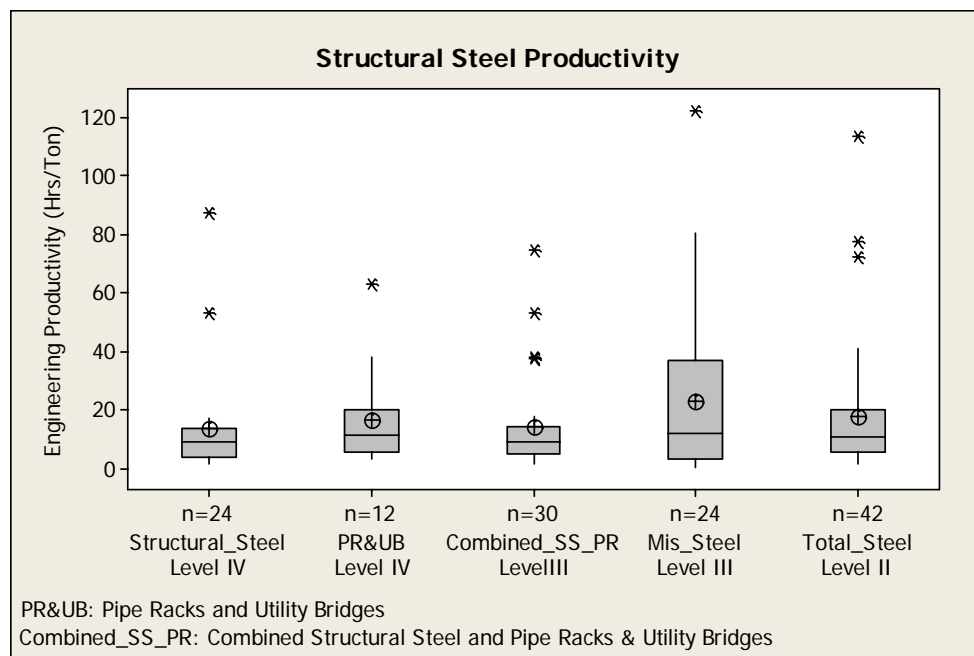 Structural Steel Productivity
Engineering Productivity (Hrs/Ton)
120
100
80
60
40
20
0
n=24 n=12 n=30 n=24 n=42
Structural_Steel PR&UB Combined_SS_PR Mis_Steel Total_Steel
Level IV Level IV LevelIII Level III Level II
PR&UB: Pipe Racks and Utility Bridges
Combined_SS_PR: Combined Structural Steel and Pipe Racks & Utility Bridges